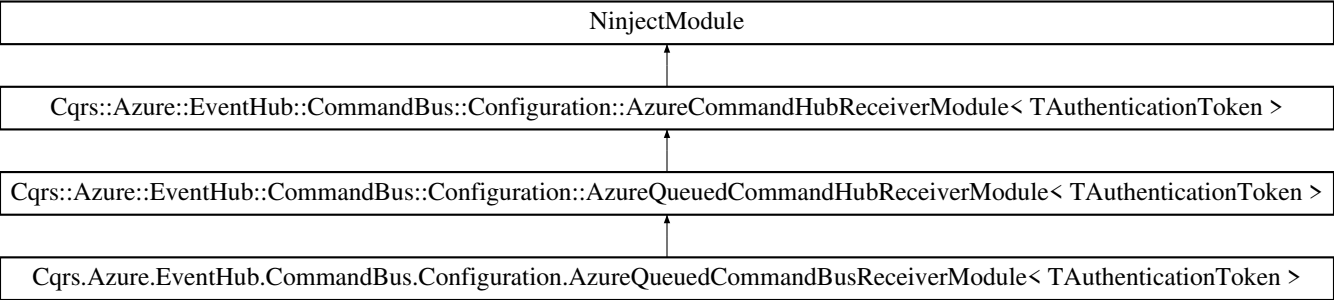 NinjectModule
Cqrs::Azure::EventHub::CommandBus::Configuration::AzureCommandHubReceiverModule< TAuthenticationToken >
Cqrs::Azure::EventHub::CommandBus::Configuration::AzureQueuedCommandHubReceiverModule< TAuthenticationToken >
Cqrs.Azure.EventHub.CommandBus.Configuration.AzureQueuedCommandBusReceiverModule< TAuthenticationToken >